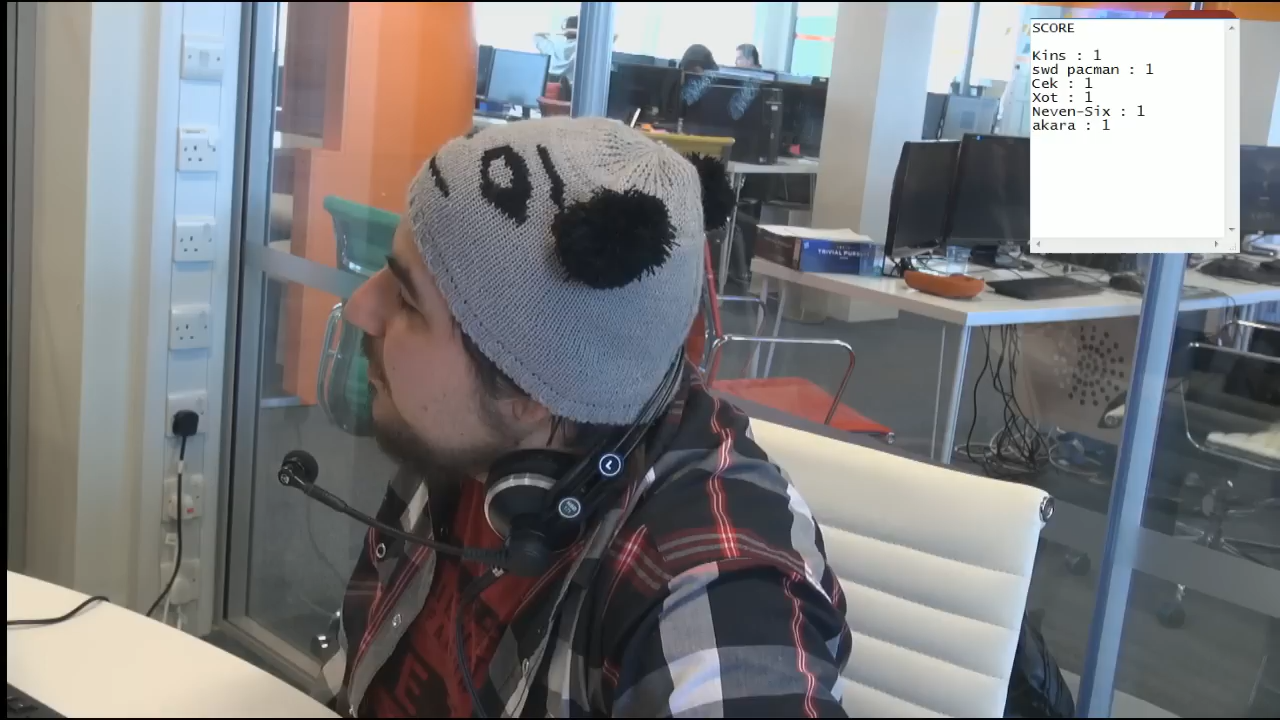 SCORE
Kins : 1
swd pacman : 1
Cek : 1
Xot : 1
Neven-Six : 1
akara : 1
TRIVIAL PURSUIT